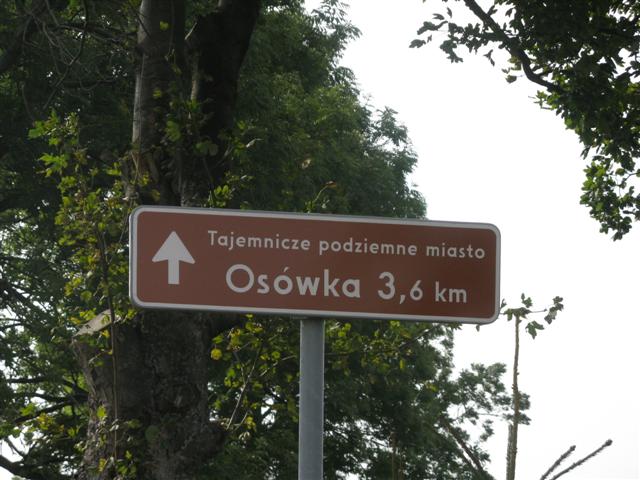 Tajemnicze podziemne miasto
Osówka 3,6 km